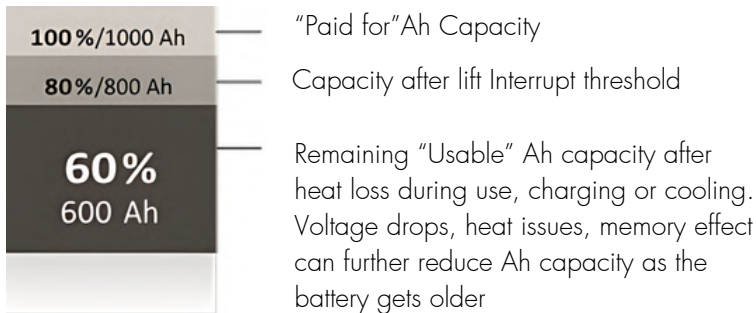 100%/1000 Ah
"Paid for"Ah Capacity
80%/800 Ah
Capacity after lift Interrupt threshold
60%
600 Ah
Remaining "Usable" Ah capacity after
heat loss during use, charging or cooling.
Voltage drops, heat issues, memory effect
can further reduce Ah capacity as the
battery gets older